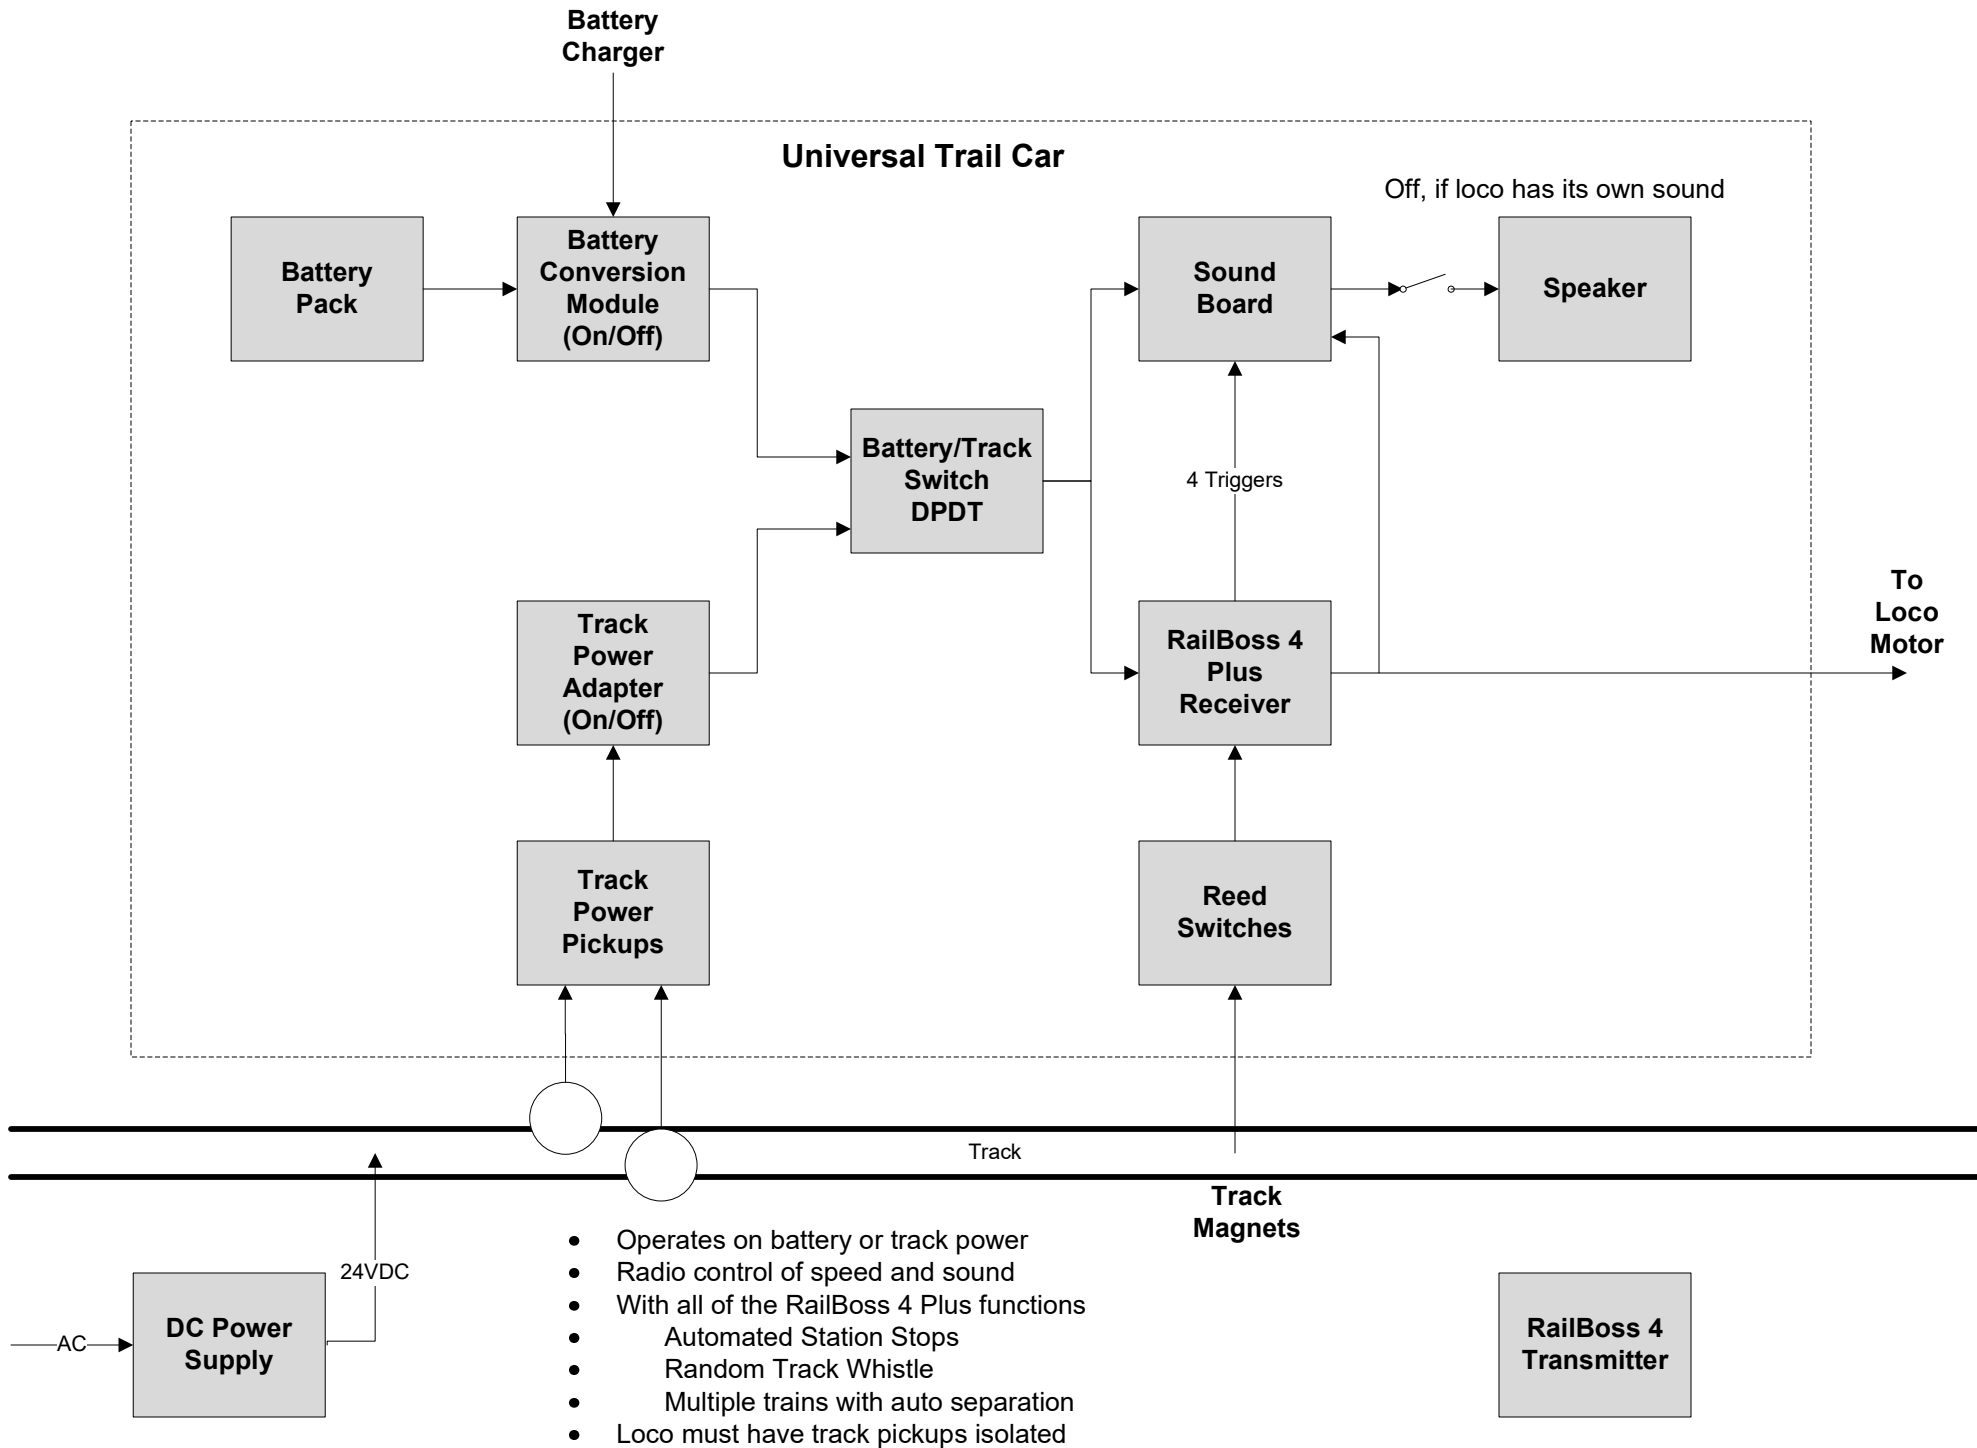 Battery
Charger
Universal Trail Car
Off, if loco has its own sound
Battery
Pack
Battery
Conversion
Module
(On/Off)
Sound
Board
Speaker
Battery/Track
Switch
DPDT
4 Triggers
Track
Power
Adapter
(On/Off)
RailBoss 4
Plus
Receiver
To
Loco
Motor
Track
Power
Pickups
Reed
Switches
Track
Track
Magnets
24VDC
AC
DC Power
Supply
• Operates on battery or track power
• Radio control of speed and sound
• With all of the RailBoss 4 Plus functions
• Automated Station Stops
• Random Track Whistle
• Multiple trains with auto separation
• Loco must have track pickups isolated
RailBoss 4
Transmitter